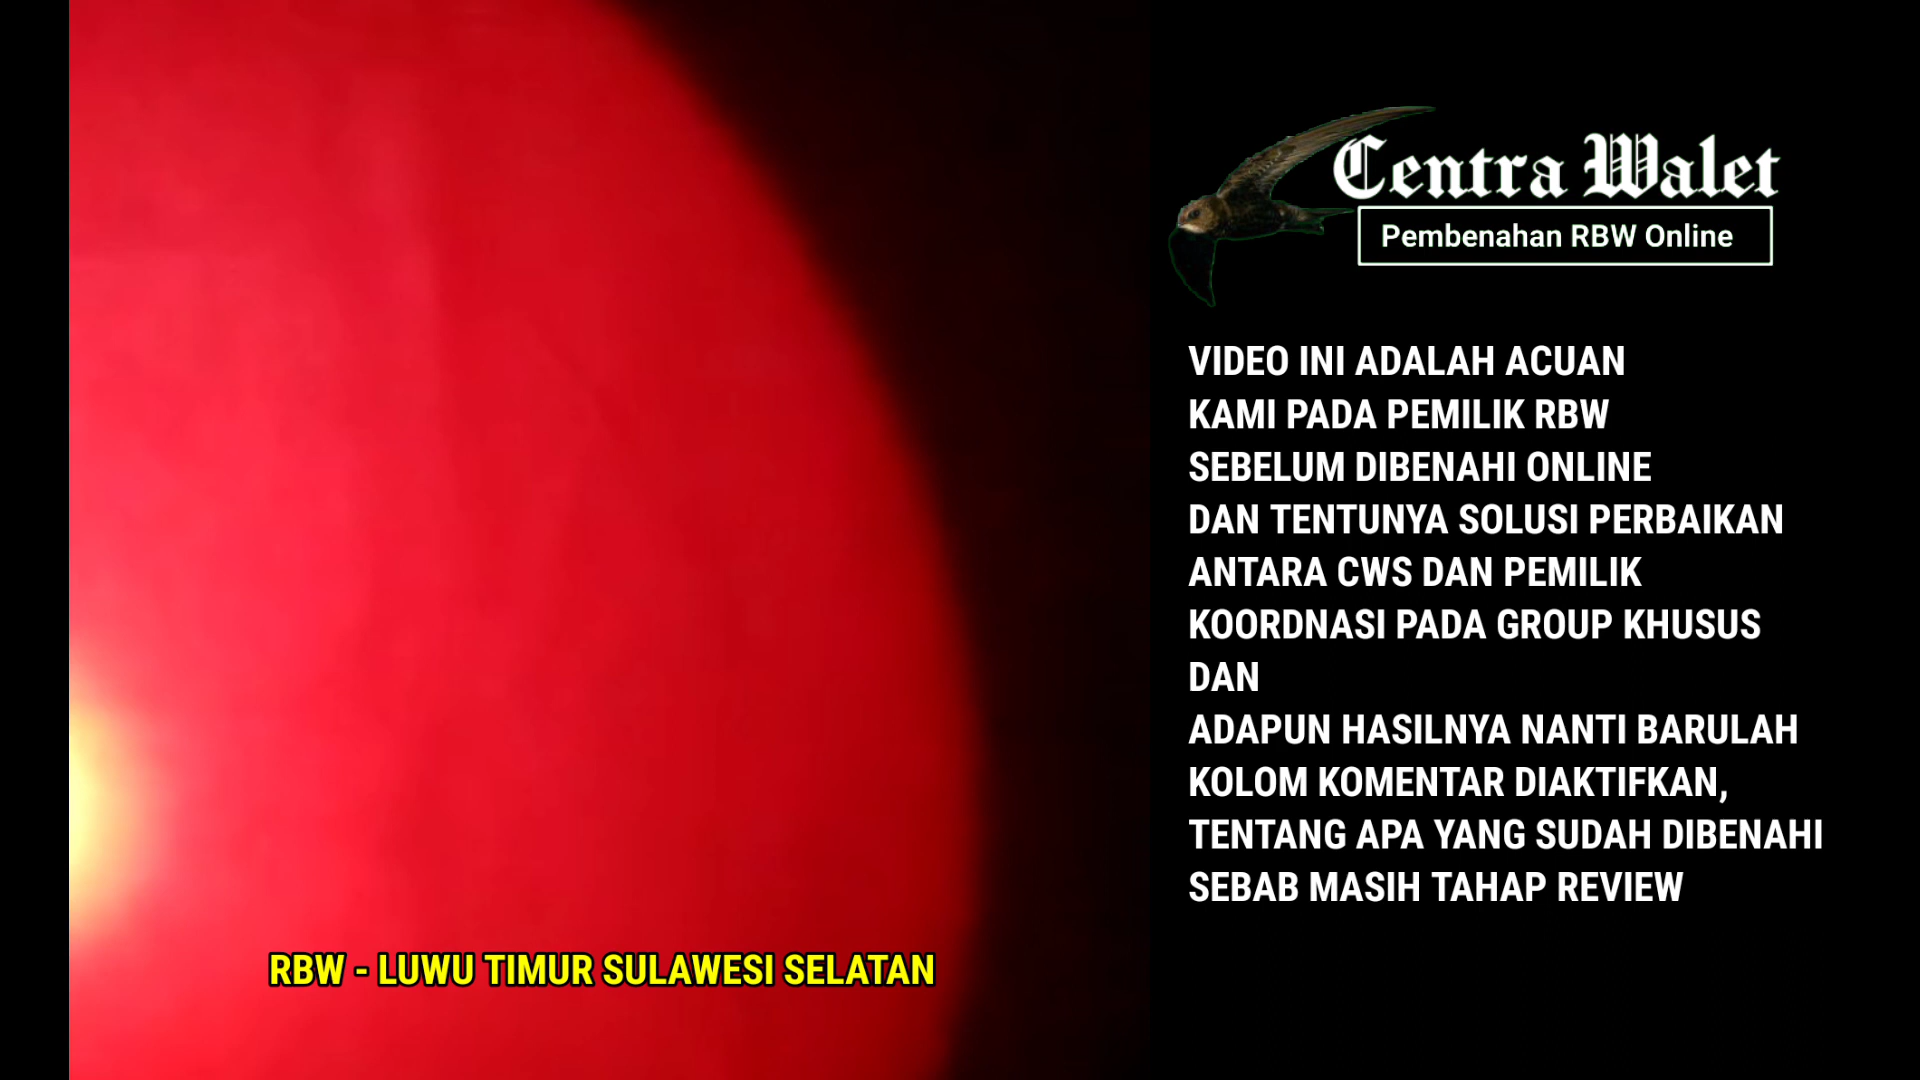 Centra Walet
Pembenahan RBW Online
VIDEO INI ADALAH ACUAN
KAMI PADA PEMILIK RBW
SEBELUM DIBENAHI ONLINE
DAN TENTUNYA SOLUSI PERBAIKAN
ANTARA CWS DAN PEMILIK
KOORDNASI PADA GROUP KHUSUS
DAN
ADAPUN HASILNYA NANTI BARULAH
KOLOM KOMENTAR DIAKTIFKAN,
TENTANG APA YANG SUDAH DIBENAHI
SEBAB MASIH TAHAP REVIEW
RBW - LUWU TIMUR SULAWESI SELATAN